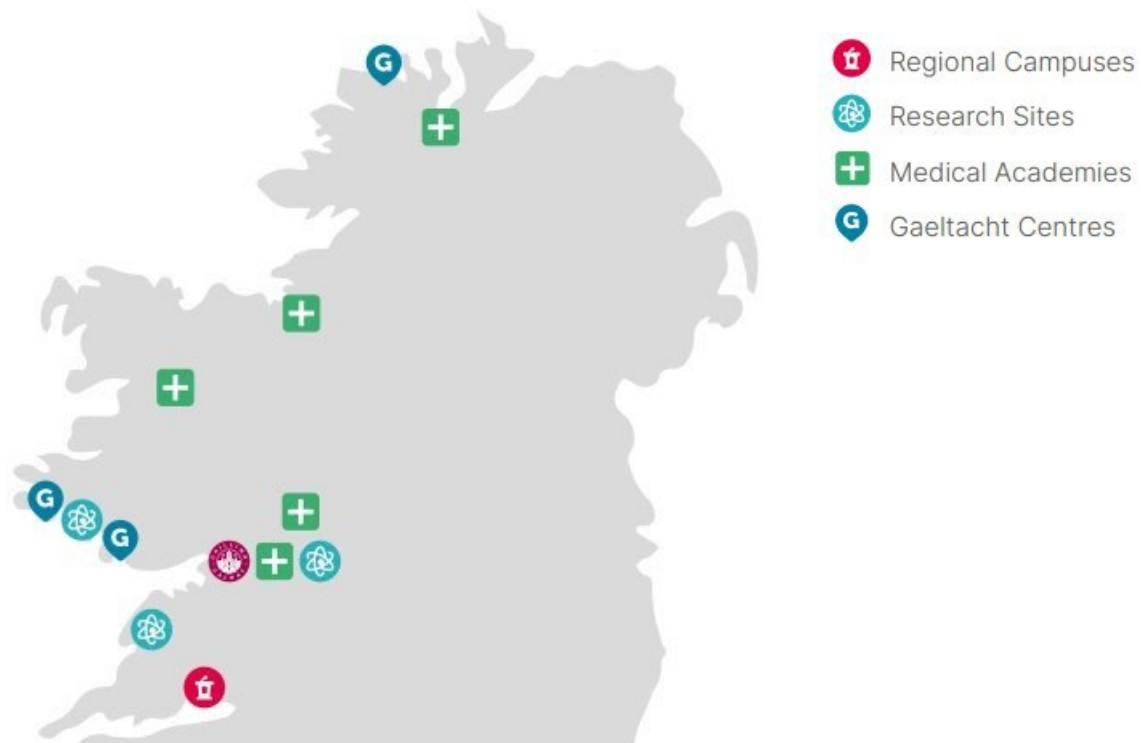 G
Regional Campuses
Research Sites
Medical Academies
G Gaeltacht Centres
G
G